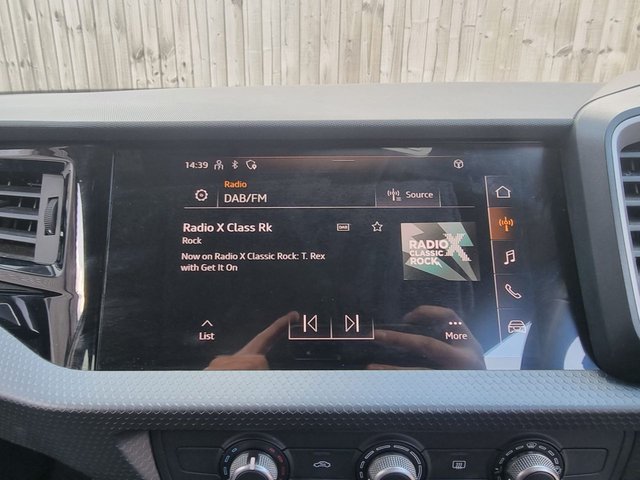 14:39
Radio
DAB/FM
Source
Radio X Class Rk
DAB
Rock
Now on Radio X Classic Rock: T. Rex
with Get It On
RADIO X
CLASSIC
ROCK
List
More